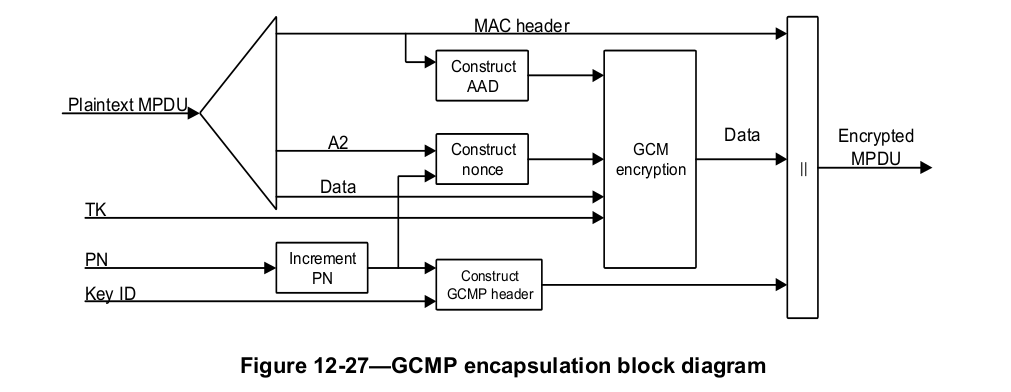 MAC header
Construct
AAD
Plaintext MPDU
A2
Construct
nonce
GCM
encryption
Data
Encrypted
MPDU
||
Data
TK
PN
Increment
PN
Key ID
Construct
GCMP header
Figure 12-27—GCMP encapsulation block diagram